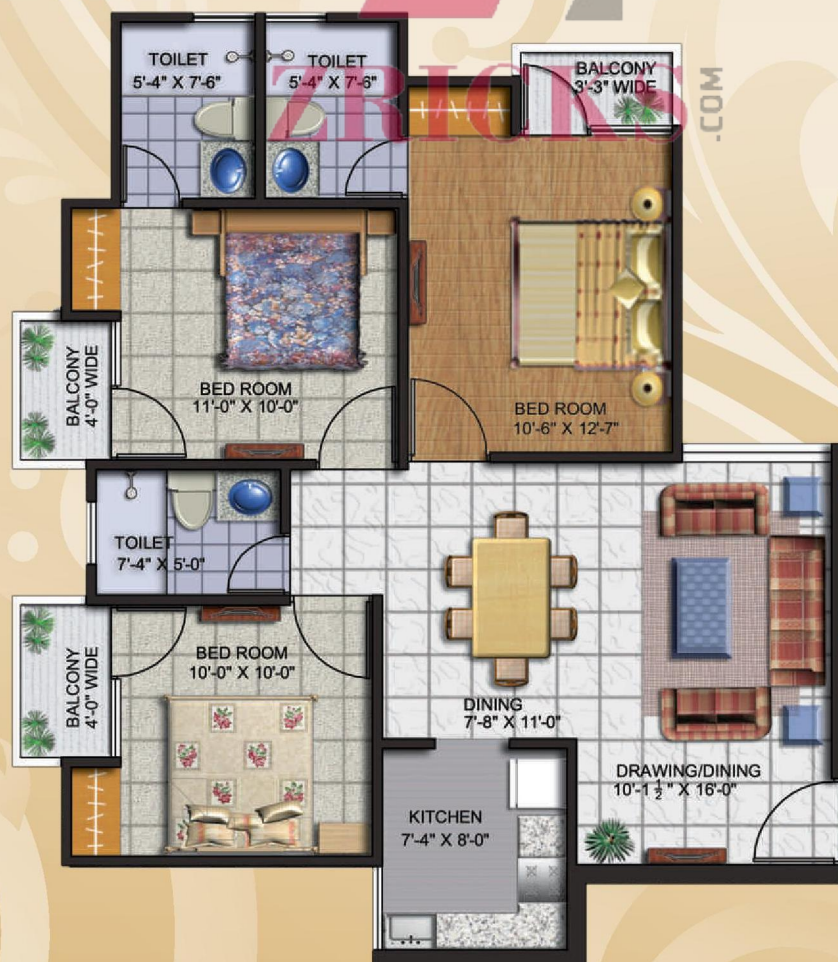 TOILET
5'-4" X 7'-6"
TOILET
5'-4" X 7'-6"
BALCONY
3'-3" WIDE
ZRICKS
.COM
BED ROOM
11'-0" X 10'-0"
BALCONY
4'-0" WIDE
BED ROOM
10'-6" X 12'-7"
TOILET
7'-4" X 5'-0"
BED ROOM
10'-0" X 10'-0"
BALCONY
4'-0" WIDE
DINING
7'-8" X 11'-0"
DRAWING/DINING
10'-1 ½" X 16'-0"
KITCHEN
7'-4" X 8'-0"